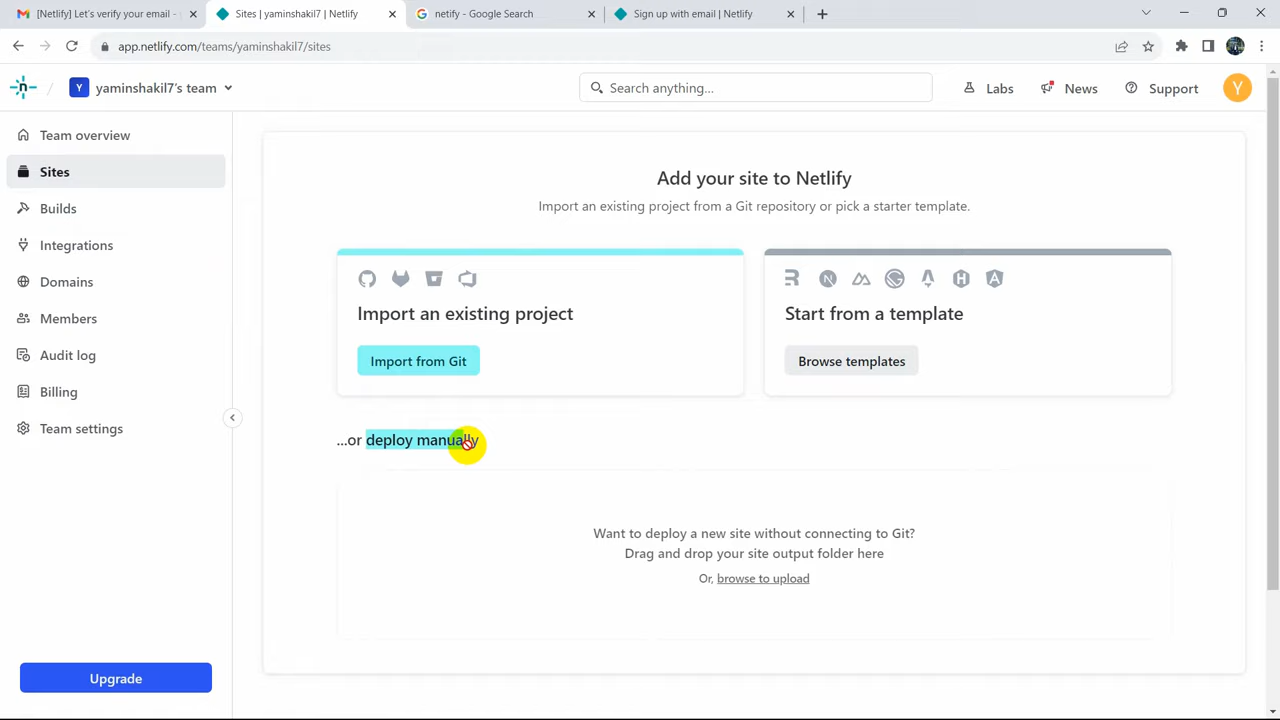 [Netlify] Let's verify your email -
Sites | yaminshakil7 | Netlify
netify - Google Search
Sign up with email | Netlify
app.netlify.com/teams/yaminshakil7/sites
Y yaminshakil7's team
Search anything...
Labs
News
Support
Y
Team overview
Sites
Builds
Integrations
Domains
Members
Audit log
Billing
Team settings
Upgrade
Add your site to Netlify
Import an existing project from a Git repository or pick a starter template.
Import an existing project
Import from Git
Start from a template
Browse templates
...or deploy manually
Want to deploy a new site without connecting to Git?
Drag and drop your site output folder here
Or, browse to upload